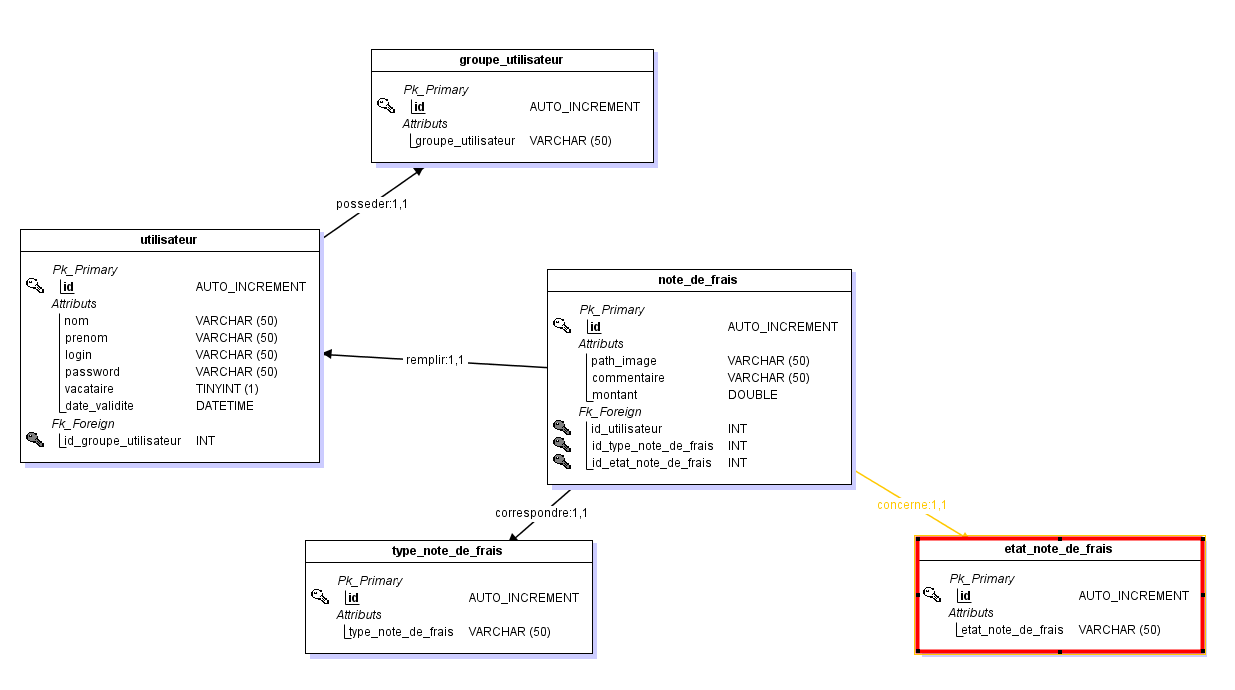 groupe_utilisateur
Pk_Primary
id AUTO_INCREMENT
Attributs
groupe_utilisateur VARCHAR (50)
posseder:1,1
utilisateur
Pk_Primary
id AUTO_INCREMENT
Attributs
nom VARCHAR (50)
prenom VARCHAR (50)
login VARCHAR (50)
password VARCHAR (50)
vacataire TINYINT (1)
date_validite DATETIME
Fk_Foreign
id_groupe_utilisateur INT
remplir:1,1
note_de_frais
Pk_Primary
id AUTO_INCREMENT
Attributs
path_image VARCHAR (50)
commentaire VARCHAR (50)
montant DOUBLE
Fk_Foreign
id_utilisateur INT
id_type_note_de_frais INT
id_etat_note_de_frais INT
correspondre:1,1
concerne:1,1
type_note_de_frais
Pk_Primary
id AUTO_INCREMENT
Attributs
type_note_de_frais VARCHAR (50)
etat_note_de_frais
Pk_Primary
id AUTO_INCREMENT
Attributs
etat_note_de_frais VARCHAR (50)